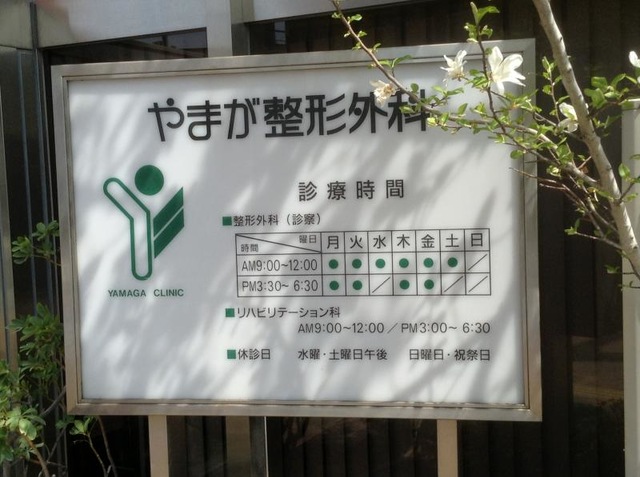 やまが整形外科
YAMAGA CLINIC
診療時間
■整形外科（診察）
曜日 時間 月 火 水 木 金 土 日
AM9:00~12:00 ● ● ● ● ● ● ／
PM3:30~6:30 ● ● ／ ● ● ／ ／
■リハビリテーション科
AM9:00~12:00／PM3:00~6:30
■休診日 水曜・土曜日午後 日曜日・祝祭日